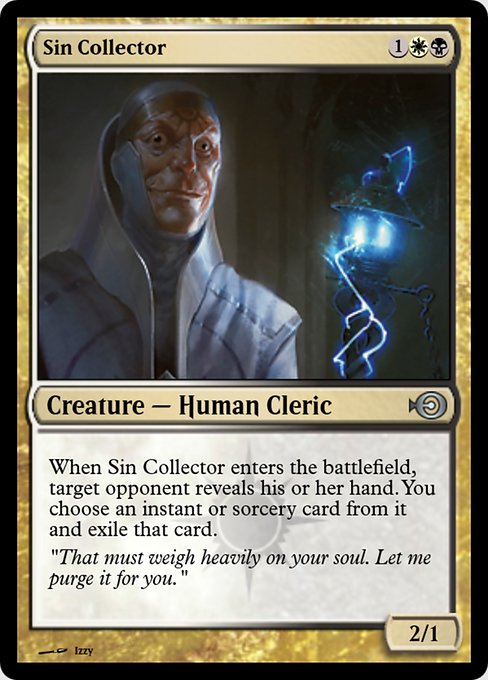 Sin Collector 1
Creature — Human Cleric
When Sin Collector enters the battlefield,
target opponent reveals his or her hand. You
choose an instant or sorcery card from it
and exile that card.
"That must weigh heavily on your soul. Let me
purge it for you."
2/1
Izzy